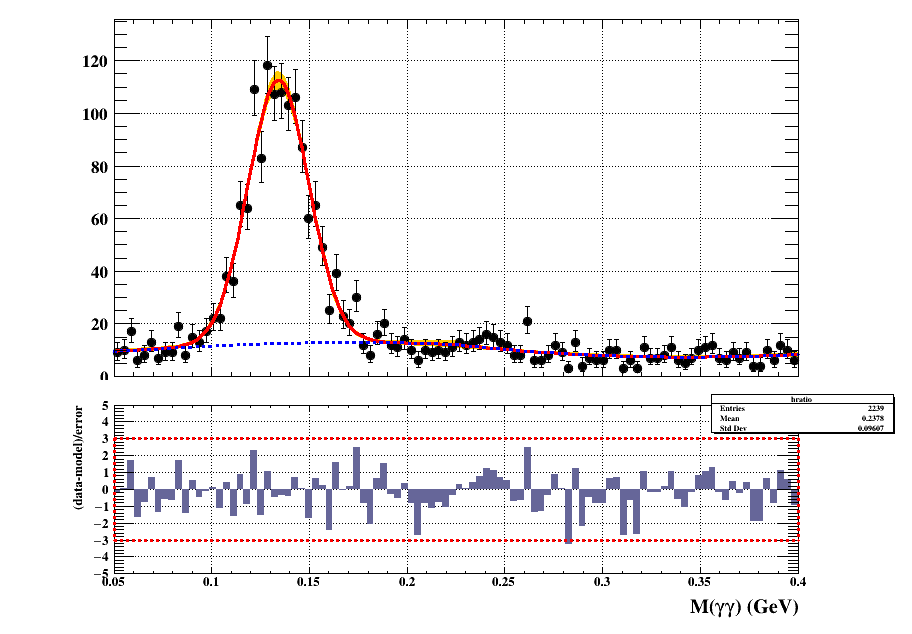 120
100
80
60
40
20
0
(data-model)/error
5
4
3
2
1
0
−1
−2
−3
−4
−5
hratio
Entries 2239
Mean 0.2378
Std Dev 0.09607
0.05 0.1 0.15 0.2 0.25 0.3 0.35 0.4
M(γγ) (GeV)